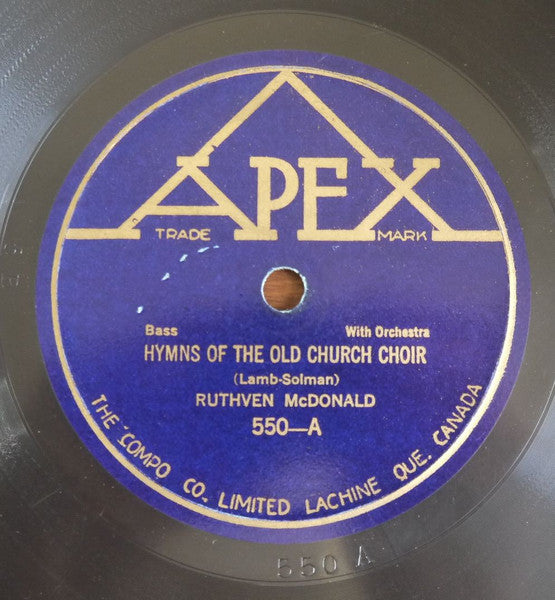 APEX
TRADE MARK
Bass With Orchestra
HYMNS OF THE OLD CHURCH CHOIR
(Lamb-Solman)
RUTHVEN McDONALD
550—A
THE COMPO CO. LIMITED LACHINE QUE. CANADA
550 A